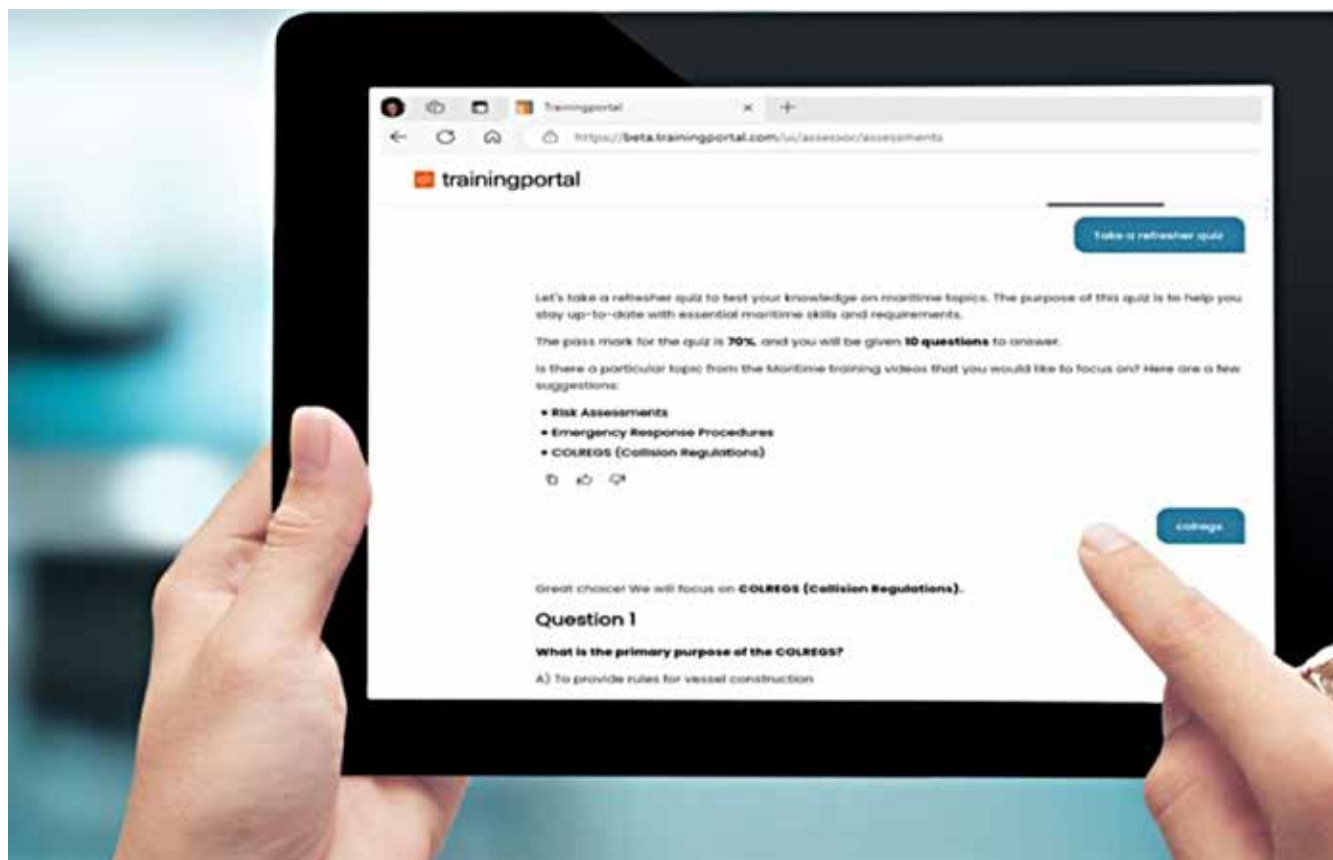 Trainingportal
https://beta.trainingportal.com/ui/assessor/assessments
trainingportal
Take a refresher quiz
Let's take a refresher quiz to test your knowledge on maritime topics. The purpose of this quiz is to help you
stay up-to-date with essential maritime skills and requirements.
The pass mark for the quiz is 70%, and you will be given 10 questions to answer.
Is there a particular topic from the Maritime training videos that you would like to focus on? Here are a few
suggestions:
• Risk Assessments
• Emergency Response Procedures
• COLREGS (Collision Regulations)
colregs
Great choice! We will focus on COLREGS (Collision Regulations).
Question 1
What is the primary purpose of the COLREGS?
A) To provide rules for vessel construction